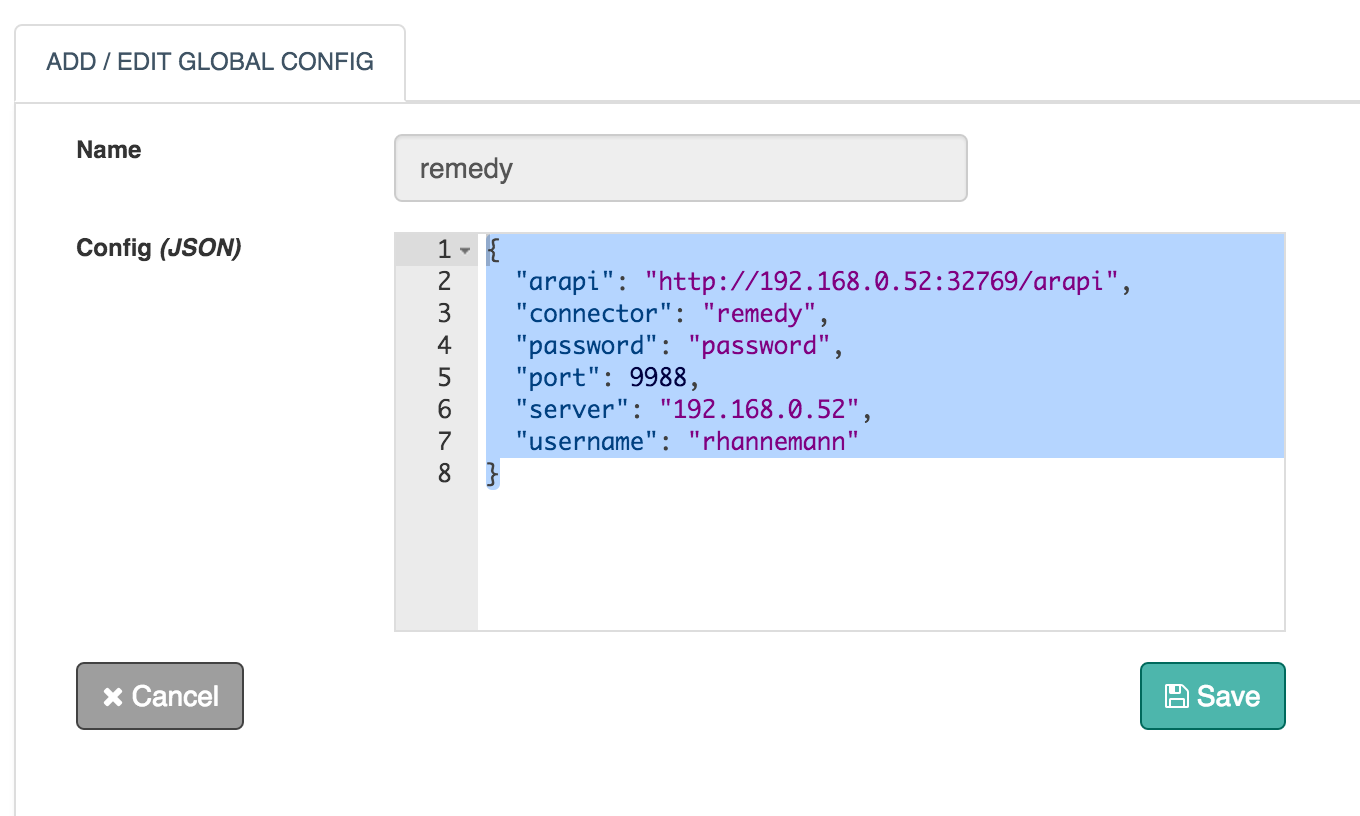 ADD / EDIT GLOBAL CONFIG
Name
remedy
Config (JSON)
1 {
2 "arapi": "http://192.168.0.52:32769/arapi",
3 "connector": "remedy",
4 "password": "password",
5 "port": 9988,
6 "server": "192.168.0.52",
7 "username": "rhannemann"
8 }
Cancel
Save